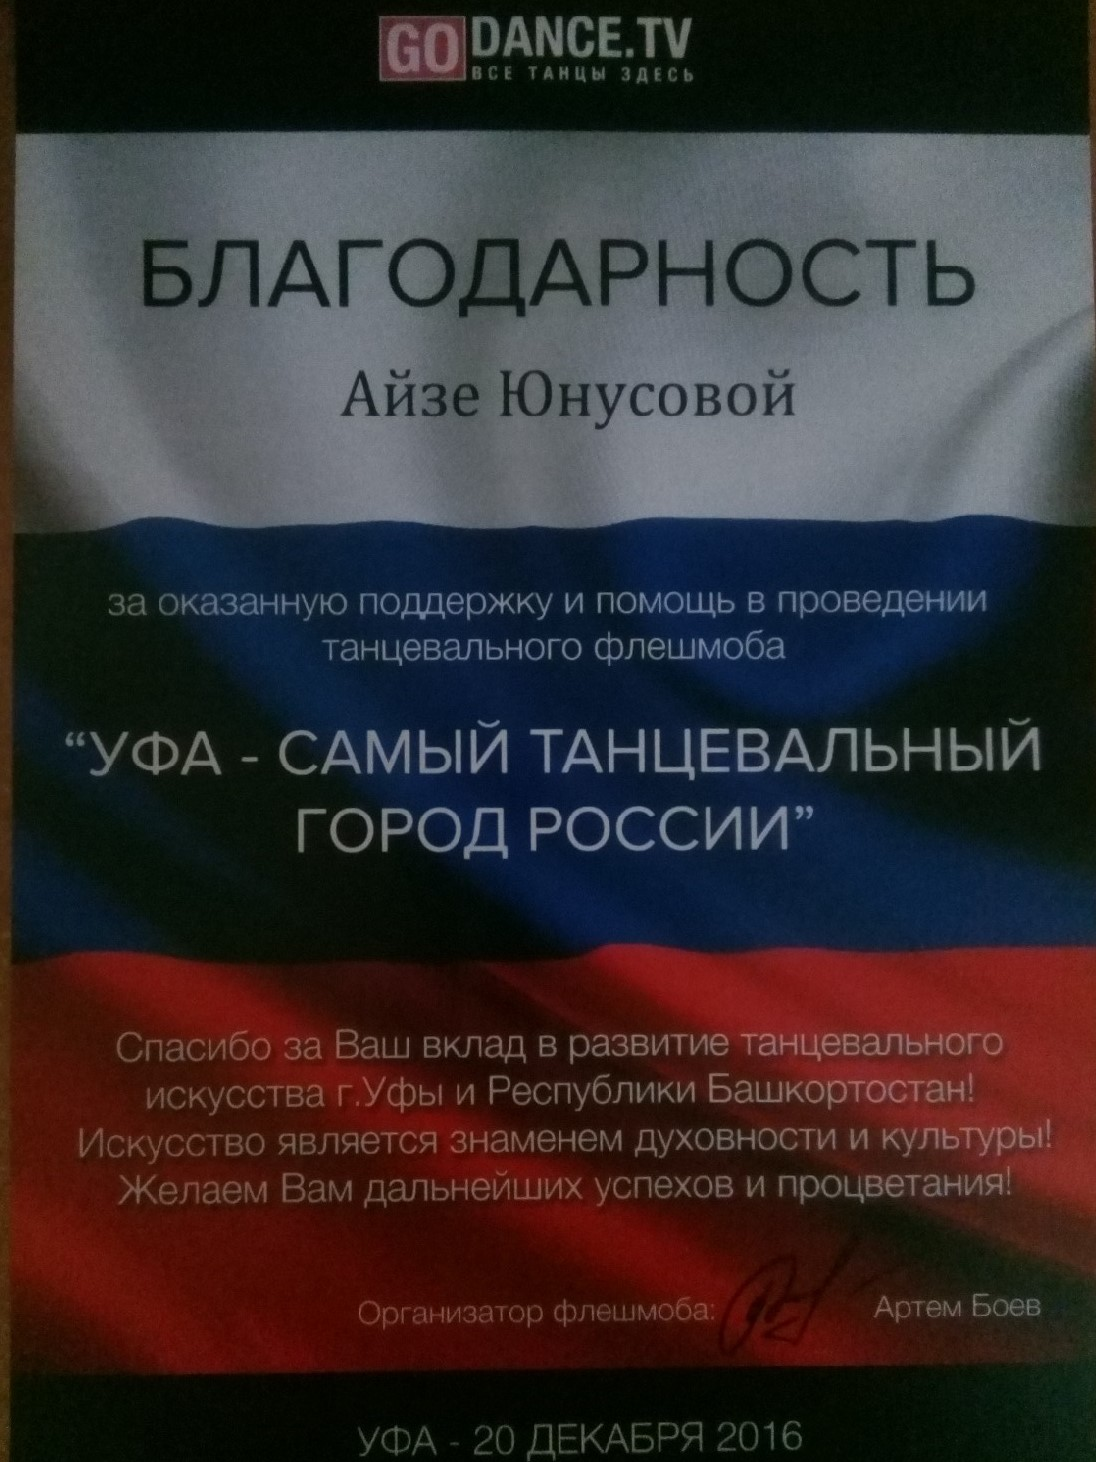 GO DANCE.TV
ВСЕ ТАНЦЫ ЗДЕСЬ
БЛАГОДАРНОСТЬ
Айзе Юнусовой
за оказанную поддержку и помощь в проведении
танцевального флешмоба
“УФА - САМЫЙ ТАНЦЕВАЛЬНЫЙ
ГОРОД РОССИИ”
Спасибо за Ваш вклад в развитие танцевального
искусства г.Уфы и Республики Башкортостан!
Искусство является знаменем духовности и культуры!
Желаем Вам дальнейших успехов и процветания!
Организатор флешмоба: Артем Боев
УФА - 20 ДЕКАБРЯ 2016